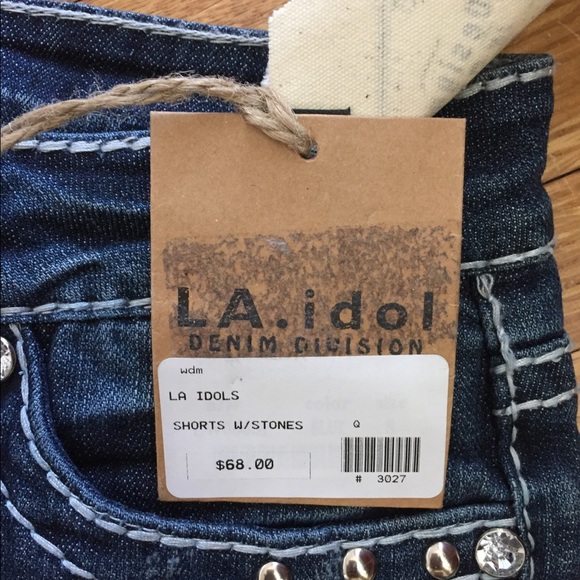 LA.idol
DENIM DIVISION
wdm
LA IDOLS
SHORTS W/STONES Q
$68.00
# 3027